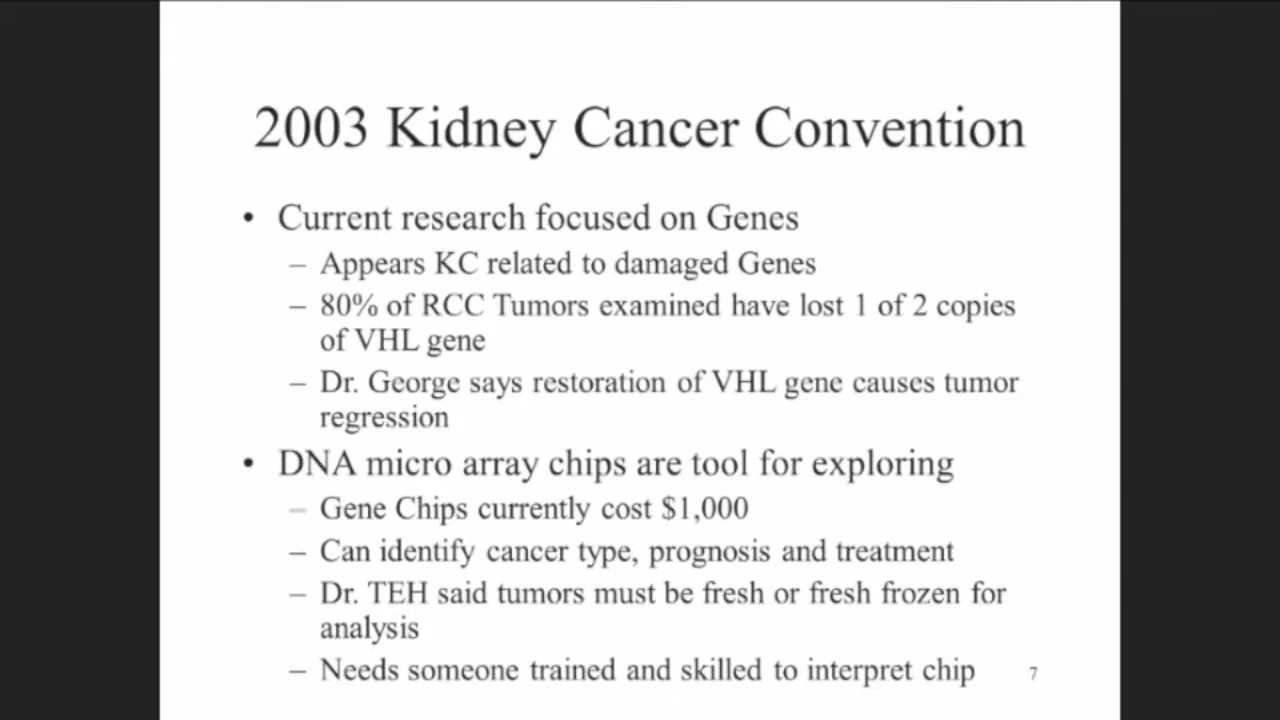 2003 Kidney Cancer Convention
• Current research focused on Genes
– Appears KC related to damaged Genes
– 80% of RCC Tumors examined have lost 1 of 2 copies
of VHL gene
– Dr. George says restoration of VHL gene causes tumor
regression
• DNA micro array chips are tool for exploring
– Gene Chips currently cost $1,000
– Can identify cancer type, prognosis and treatment
– Dr. TEH said tumors must be fresh or fresh frozen for
analysis
– Needs someone trained and skilled to interpret chip
7